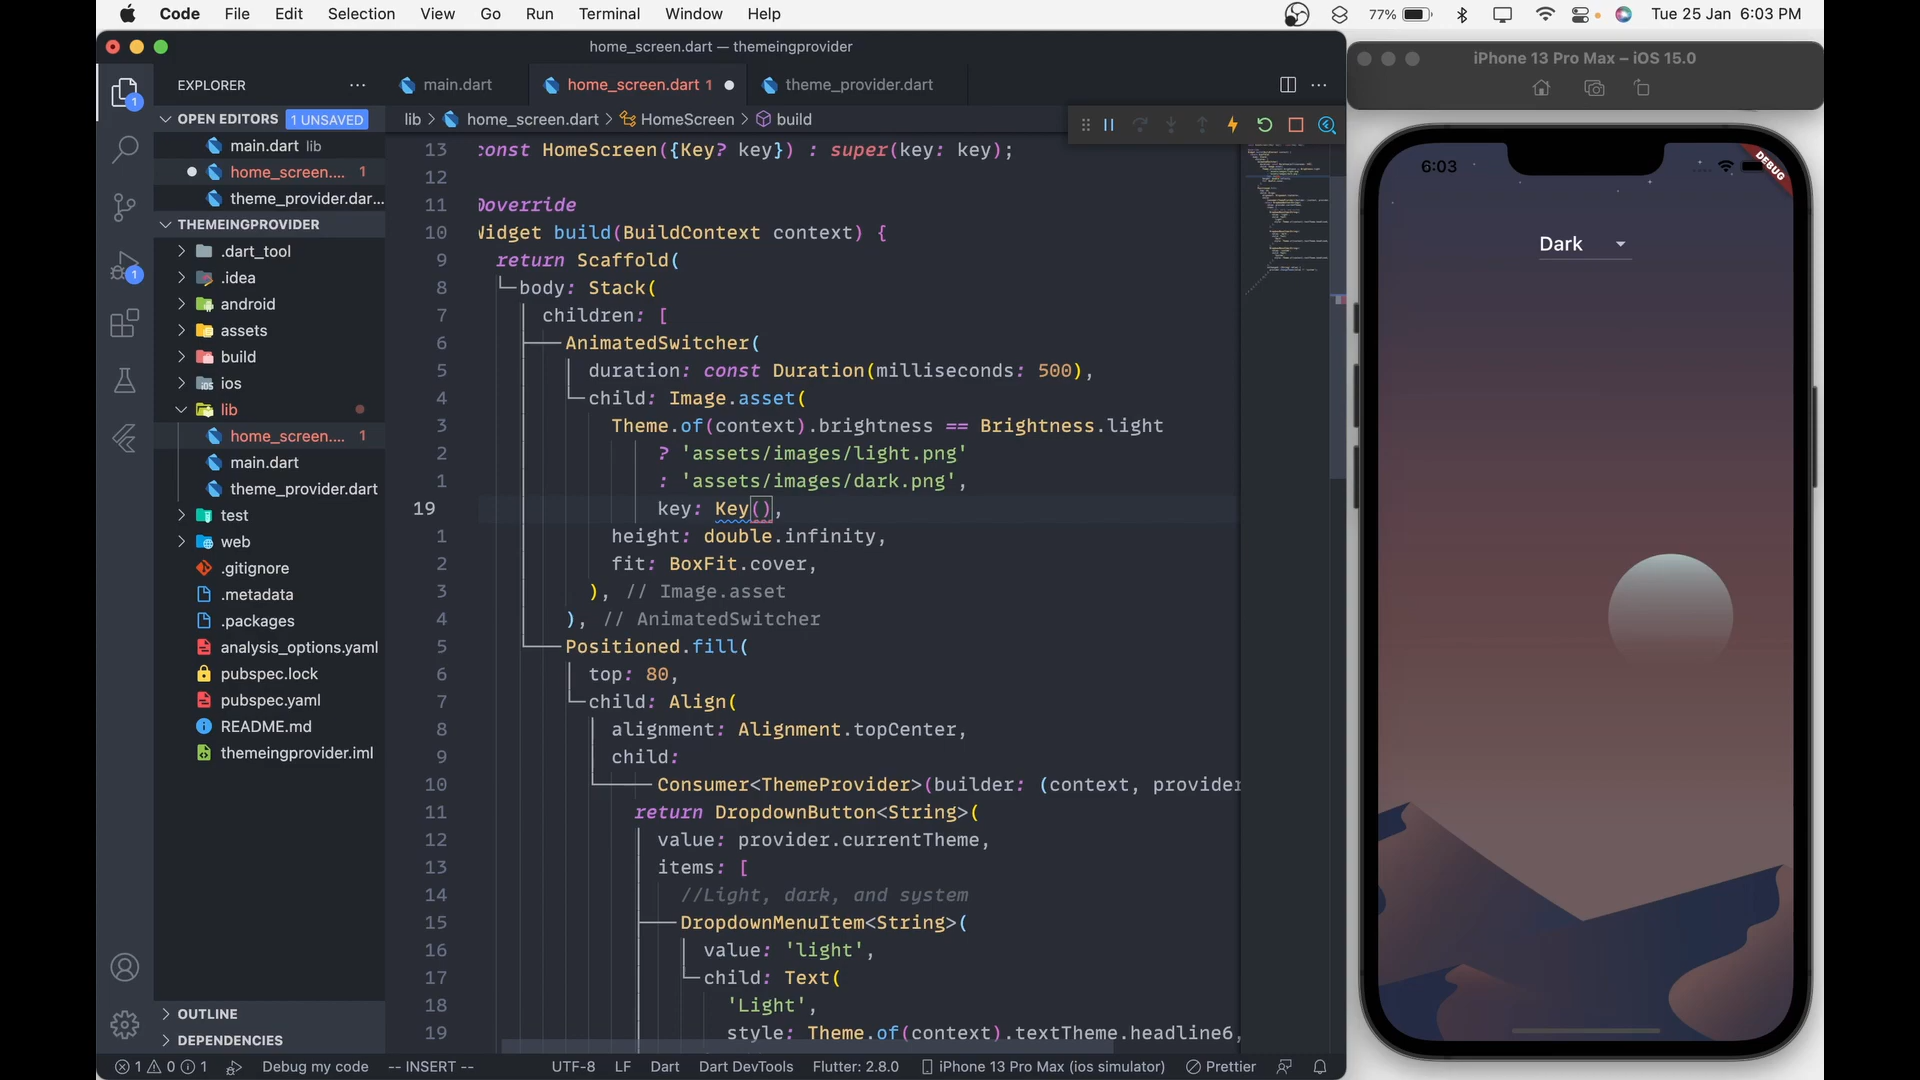 Code File Edit Selection View Go Run Terminal Window Help 77% Tue 25 Jan 6:03 PM
home_screen.dart — themeingprovider
iPhone 13 Pro Max – iOS 15.0
EXPLORER
main.dart
home_screen.dart 1
theme_provider.dart
OPEN EDITORS 1 UNSAVED
lib > home_screen.dart > HomeScreen > build
main.dart lib
home_screen.... 1
theme_provider.dar...
THEMEINGPROVIDER
.dart_tool
.idea
android
assets
build
ios
lib
home_screen.... 1
main.dart
theme_provider.dart
test
web
.gitignore
.metadata
.packages
analysis_options.yaml
pubspec.lock
pubspec.yaml
README.md
themeingprovider.iml
OUTLINE
DEPENDENCIES
1
1
13 const HomeScreen({Key? key}) : super(key: key);
12
11 @override
10 Widget build(BuildContext context) {
9 return Scaffold(
8 body: Stack(
7 children: [
6 AnimatedSwitcher(
5 duration: const Duration(milliseconds: 500),
4 child: Image.asset(
3 Theme.of(context).brightness == Brightness.light
2 ? 'assets/images/light.png'
1 : 'assets/images/dark.png',
19 key: Key(),
1 height: double.infinity,
2 fit: BoxFit.cover,
3 ), // Image.asset
4 ), // AnimatedSwitcher
5 Positioned.fill(
6 top: 80,
7 child: Align(
8 alignment: Alignment.topCenter,
9 child:
10 Consumer<ThemeProvider>(builder: (context, provider
11 return DropdownButton<String>(
12 value: provider.currentTheme,
13 items: [
14 //Light, dark, and system
15 DropdownMenuItem<String>(
16 value: 'light',
17 child: Text(
18 'Light',
19 style: Theme.of(context).textTheme.headline6,
1 0 1 Debug my code -- INSERT -- UTF-8 LF Dart Dart DevTools Flutter: 2.8.0 iPhone 13 Pro Max (ios simulator) Prettier
6:03
DEBUG
Dark